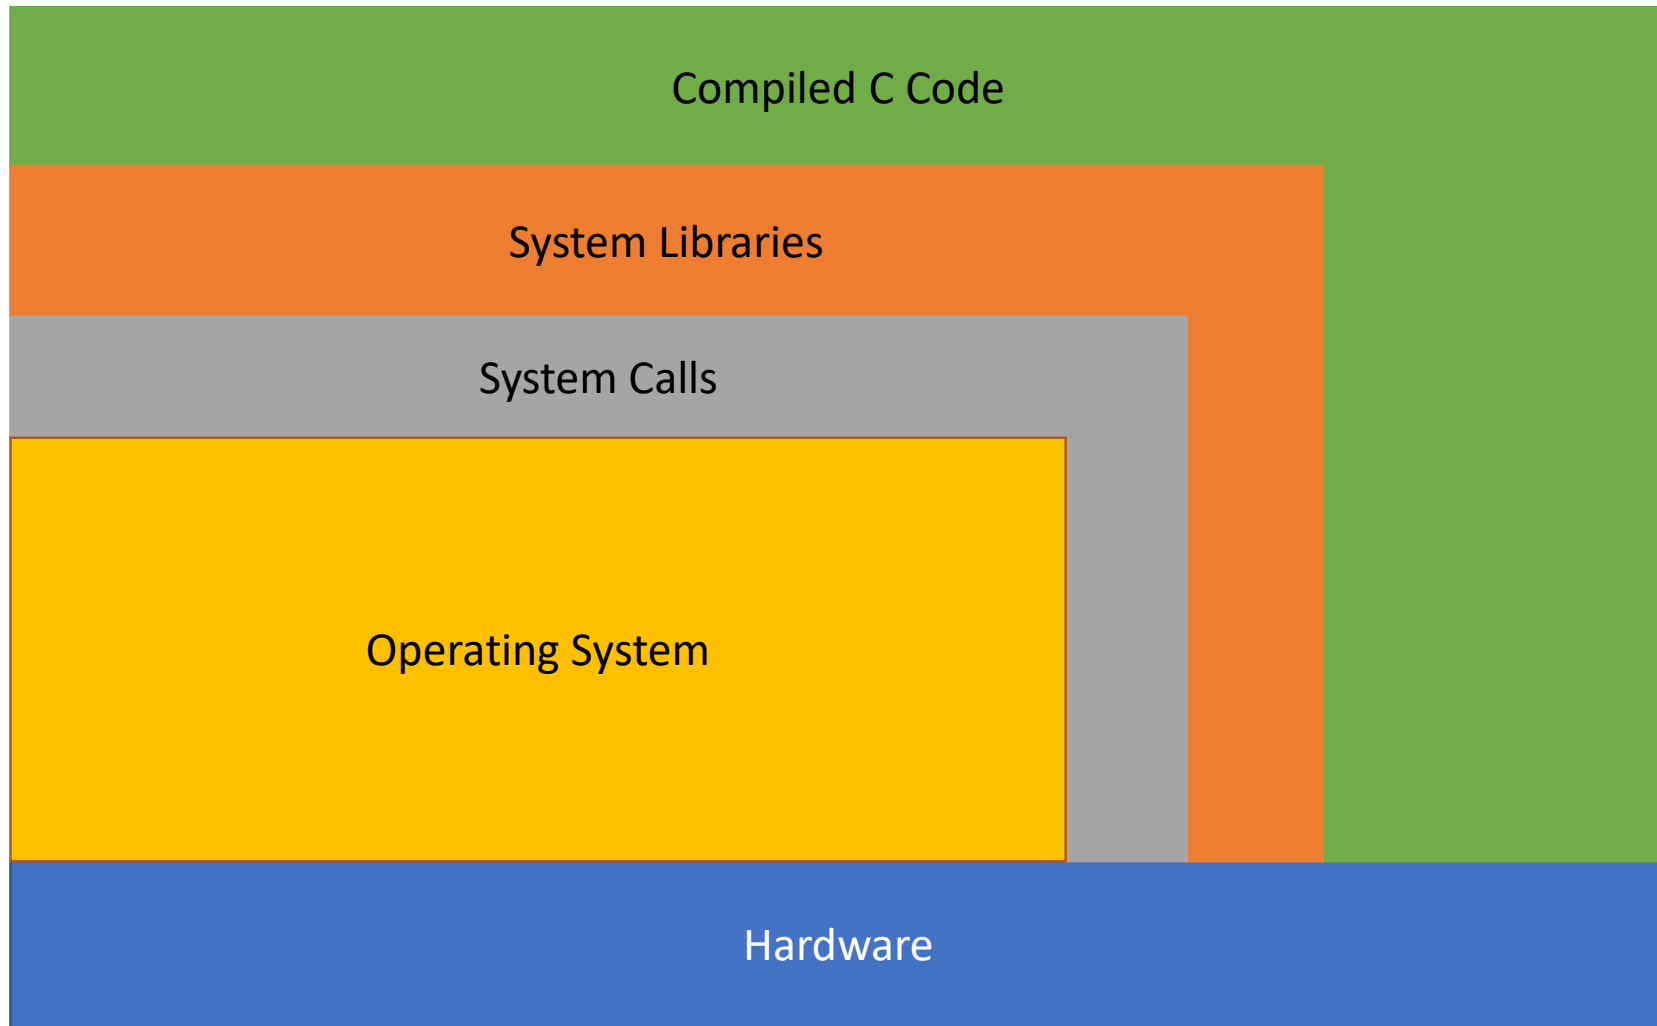 Compiled C Code
System Libraries
System Calls
Operating System
Hardware